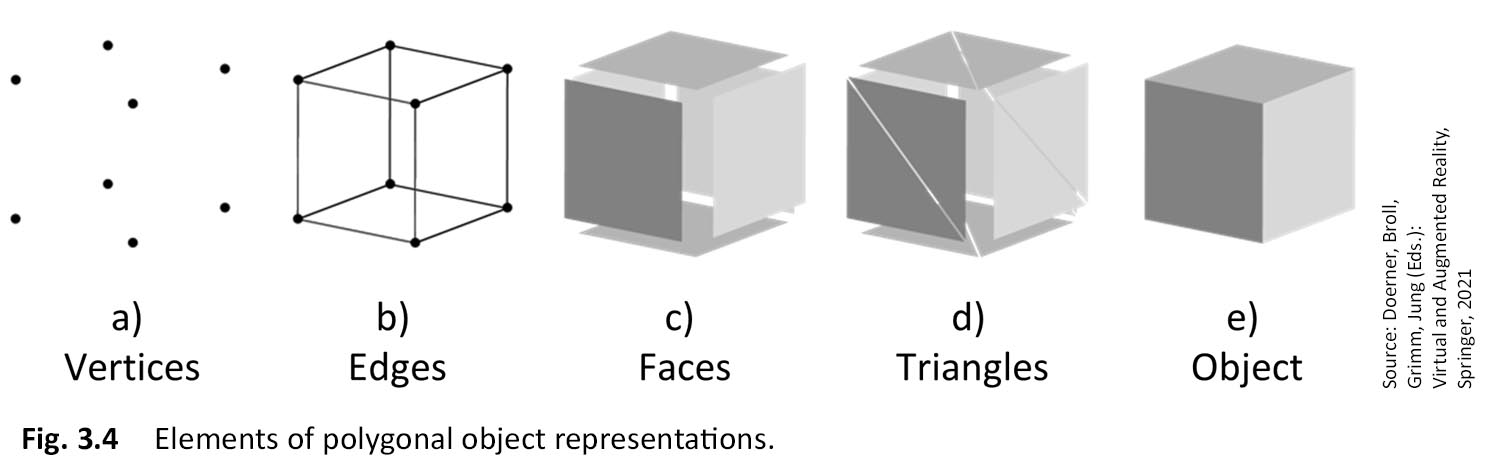 a)
Vertices
b)
Edges
c)
Faces
d)
Triangles
e)
Object
Source: Doerner, Broll,
Grimm, Jung (Eds.):
Virtual and Augmented Reality,
Springer, 2021
Fig. 3.4 Elements of polygonal object representations.